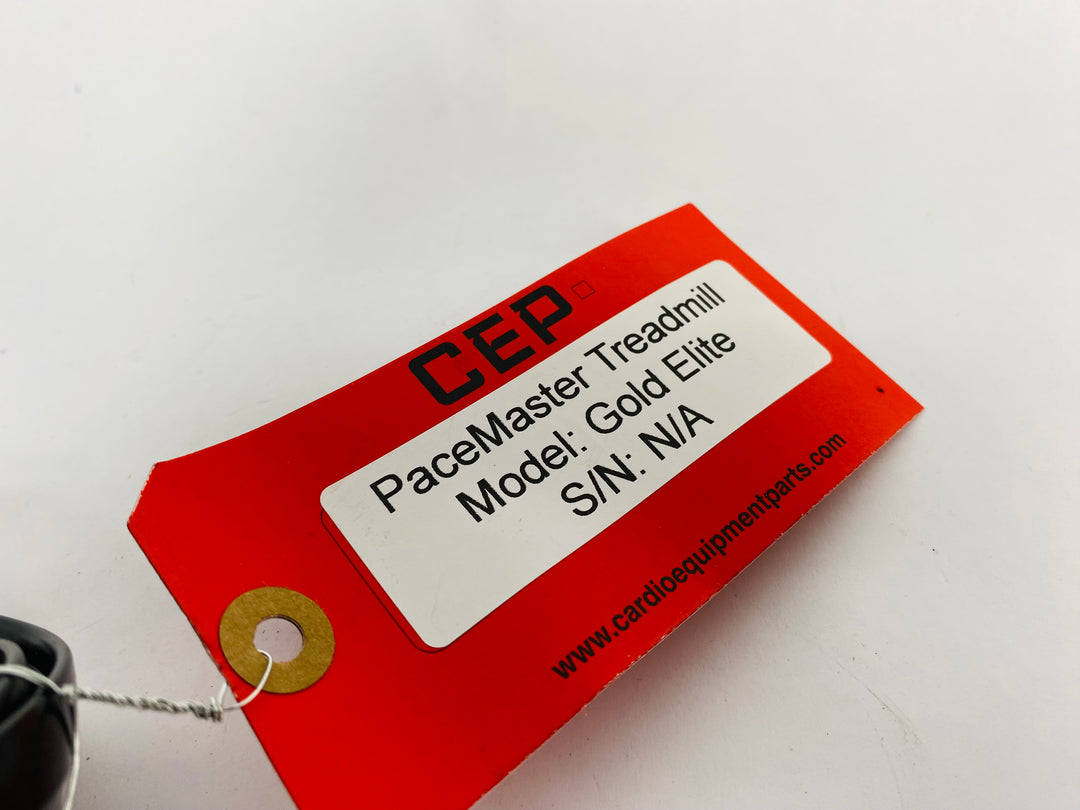 CEP
PaceMaster Treadmill
Model: Gold Elite
S/N: N/A
www.cardioequipmentparts.com